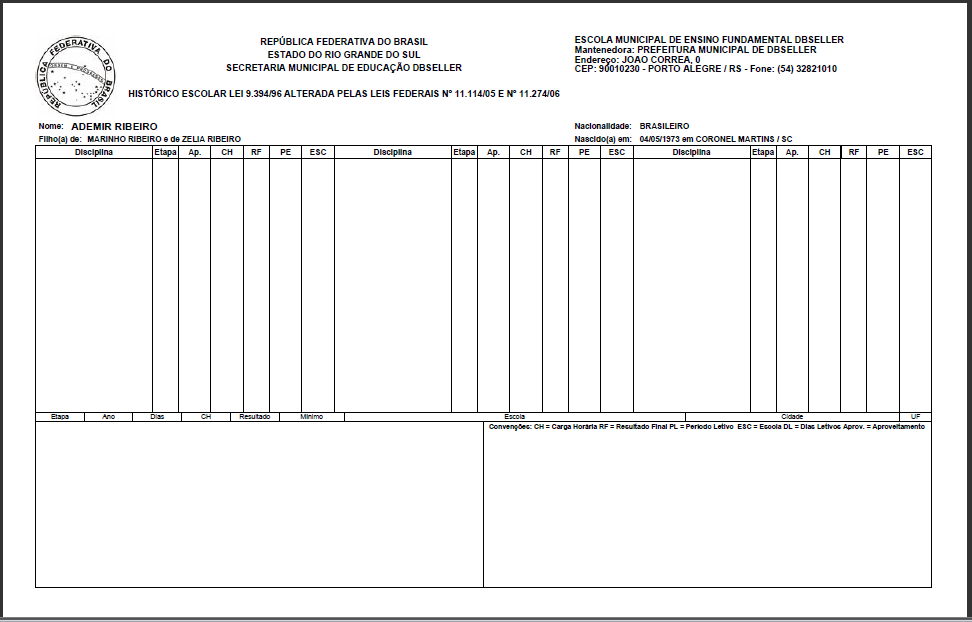 REPÚBLICA FEDERATIVA DO BRASIL
REPÚBLICA FEDERATIVA DO BRASIL
ESTADO DO RIO GRANDE DO SUL
SECRETARIA MUNICIPAL DE EDUCAÇÃO DBSELLER
HISTÓRICO ESCOLAR LEI 9.394/96 ALTERADA PELAS LEIS FEDERAIS N° 11.114/05 E N° 11.274/06
ESCOLA MUNICIPAL DE ENSINO FUNDAMENTAL DBSELLER
Mantenedora: PREFEITURA MUNICIPAL DE DBSELLER
Endereço: JOAO CORREA, 0
CEP: 90010230 - PORTO ALEGRE / RS - Fone: (54) 32821010
Nome: ADEMIR RIBEIRO
Nacionalidade: BRASILEIRO
Filho(a) de: MARINHO RIBEIRO e de ZELIA RIBEIRO
Nascido(a) em: 04/05/1973 em CORONEL MARTINS / SC
Disciplina Etapa Ap. CH RF PE ESC Disciplina Etapa Ap. CH RF PE ESC Disciplina Etapa Ap. CH RF PE ESC
Etapa Ano Dias CH Resultado Mínimo Escola Cidade UF
Convenções: CH = Carga Horária RF = Resultado Final PL = Período Letivo ESC = Escola DL = Dias Letivos Aprov. = Aproveitamento